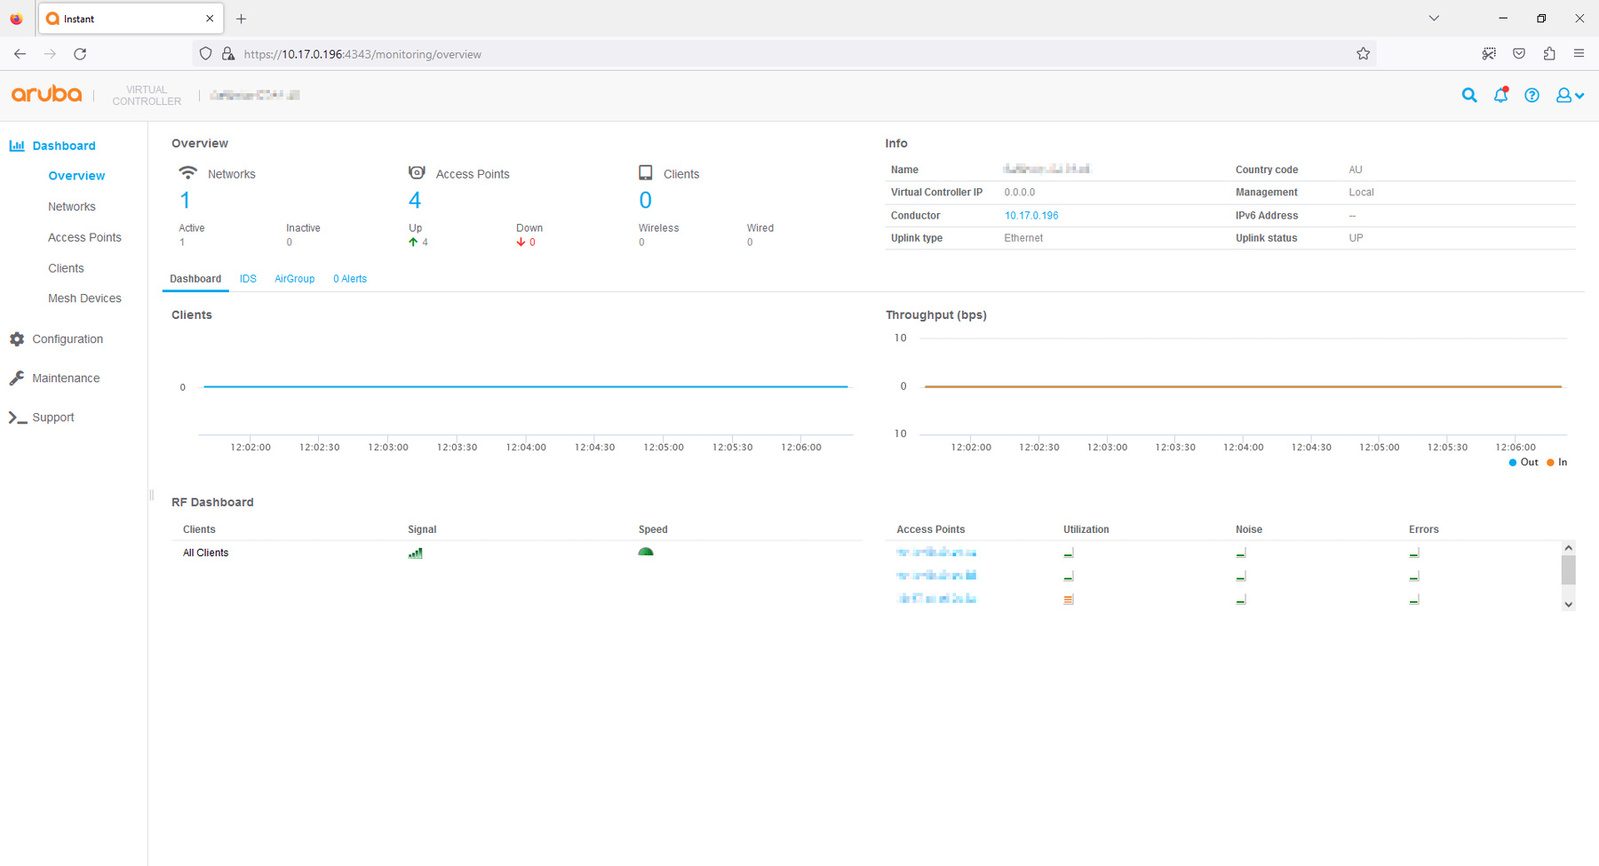 Instant
https://10.17.0.196:4343/monitoring/overview
aruba
VIRTUAL
CONTROLLER
Dashboard
Overview
Networks
Access Points
Clients
Mesh Devices
Configuration
Maintenance
Support
Overview
Networks
1
Active
1
Inactive
0
Access Points
4
Up
4
Down
0
Clients
0
Wireless
0
Wired
0
Info
Name
Country code AU
Virtual Controller IP 0.0.0.0 Management Local
Conductor 10.17.0.196 IPv6 Address --
Uplink type Ethernet Uplink status UP
Dashboard IDS AirGroup 0 Alerts
Clients
0
12:02:00 12:02:30 12:03:00 12:03:30 12:04:00 12:04:30 12:05:00 12:05:30 12:06:00
Throughput (bps)
10
0
10
12:02:00 12:02:30 12:03:00 12:03:30 12:04:00 12:04:30 12:05:00 12:05:30 12:06:00
Out In
RF Dashboard
Clients Signal Speed
All Clients
Access Points Utilization Noise Errors